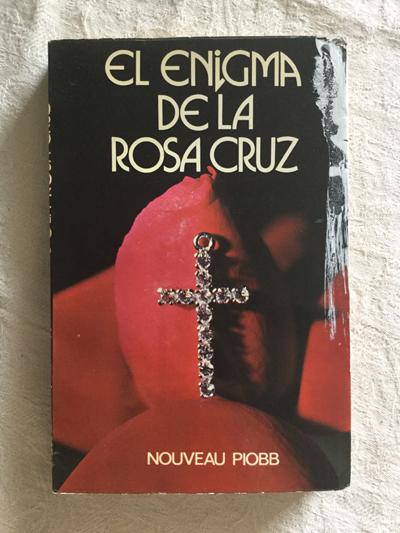 EL ENiGMA
DE LA
ROSA CRUZ
NOUVEAU PIOBB